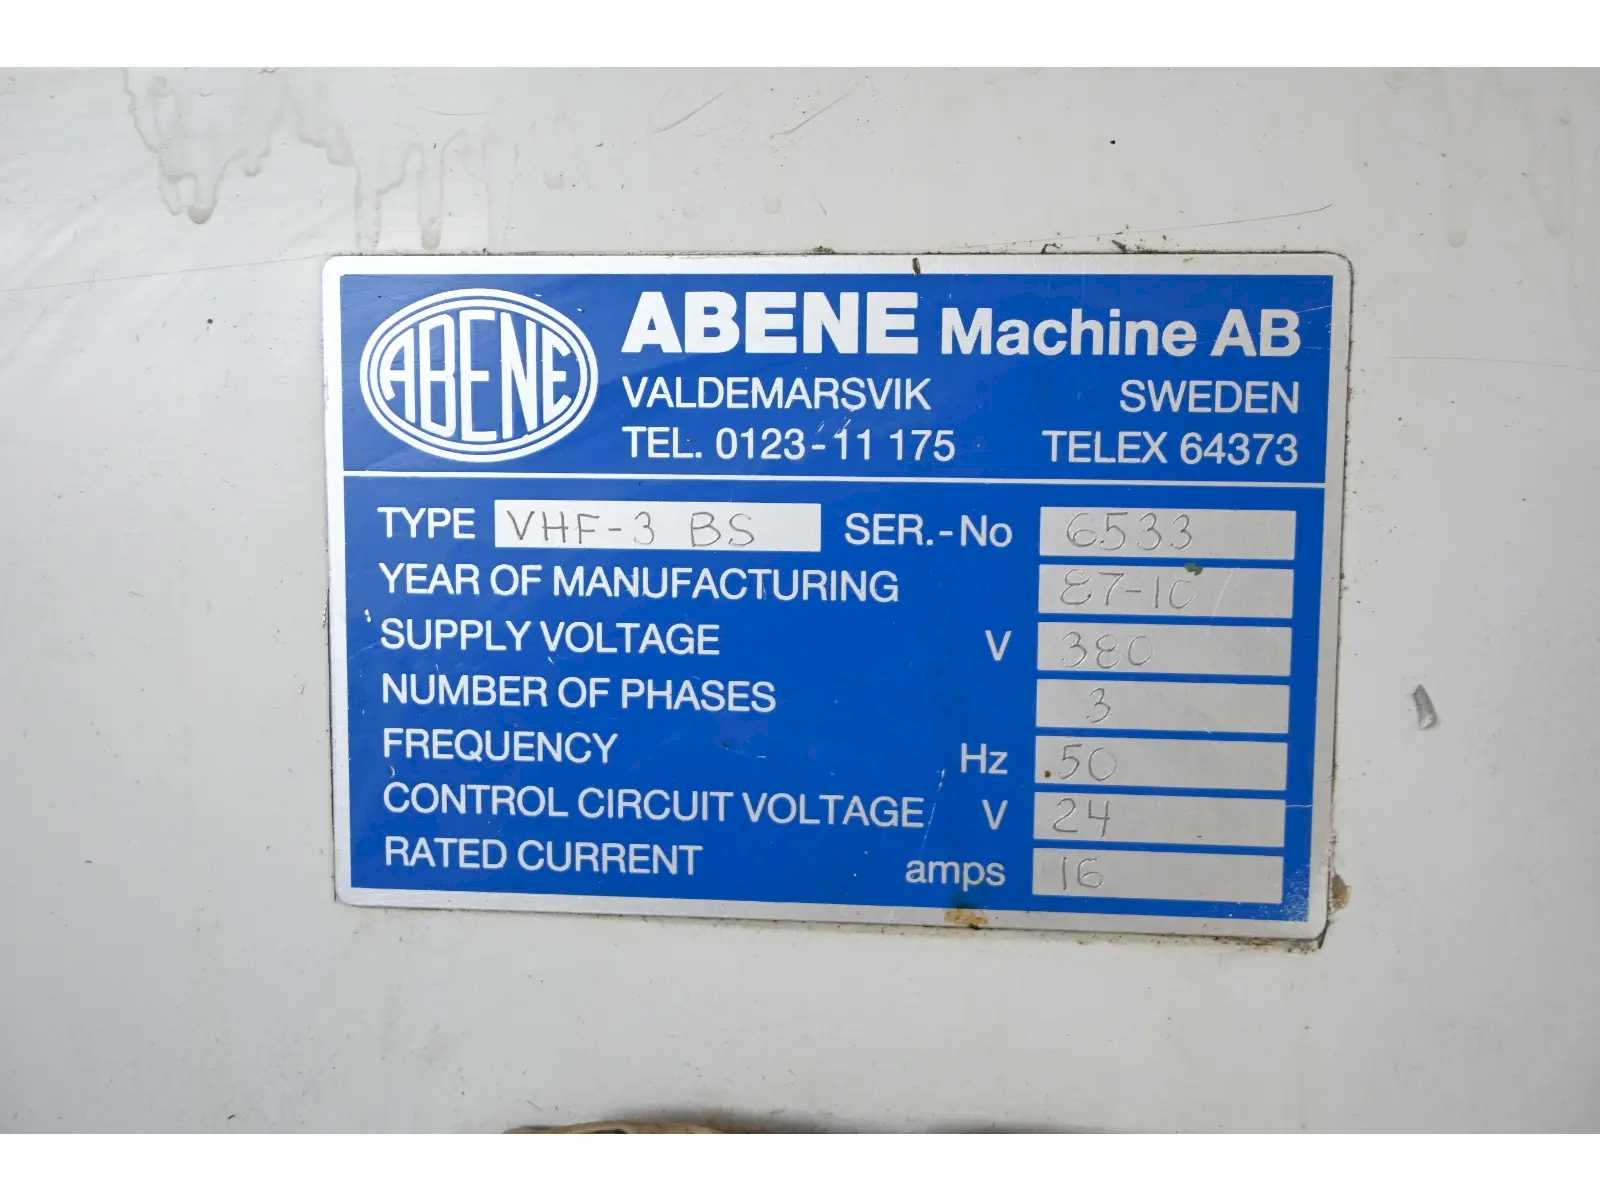 ABENE
ABENE Machine AB
VALDEMARSVIK SWEDEN
TEL. 0123-11 175 TELEX 64373
TYPE VHF-3 BS SER.-No 6533
YEAR OF MANUFACTURING 87-10
SUPPLY VOLTAGE V 380
NUMBER OF PHASES 3
FREQUENCY Hz 50
CONTROL CIRCUIT VOLTAGE V 24
RATED CURRENT amps 16